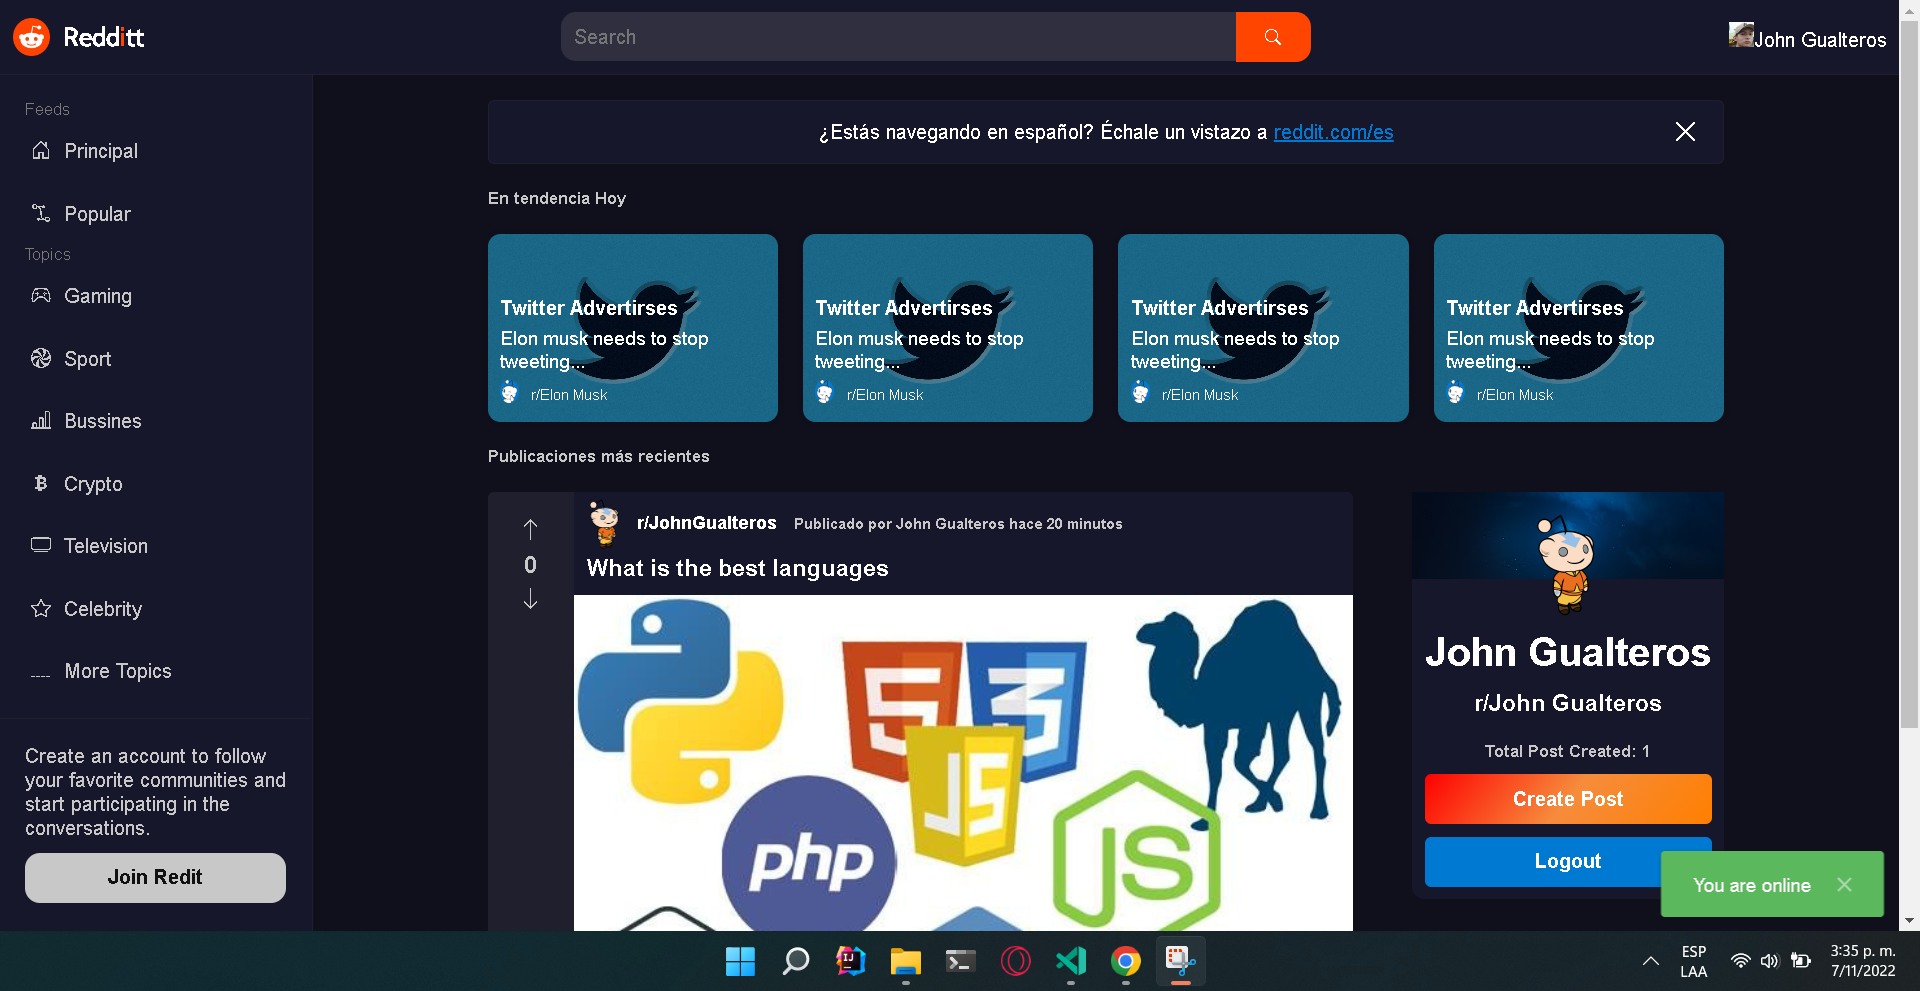 Redditt
Search
John Gualteros
Feeds
Principal
Popular
Topics
Gaming
Sport
Bussines
Crypto
Television
Celebrity
More Topics
Create an account to follow
your favorite communities and
start participating in the
conversations.
Join Redit
¿Estás navegando en español? Échale un vistazo a reddit.com/es
En tendencia Hoy
Twitter Advertirses
Elon musk needs to stop
tweeting...
r/Elon Musk
Twitter Advertirses
Elon musk needs to stop
tweeting...
r/Elon Musk
Twitter Advertirses
Elon musk needs to stop
tweeting...
r/Elon Musk
Twitter Advertirses
Elon musk needs to stop
tweeting...
r/Elon Musk
Publicaciones más recientes
0
r/JohnGualteros Publicado por John Gualteros hace 20 minutos
What is the best languages
5 3
JS
php
JS
John Gualteros
r/John Gualteros
Total Post Created: 1
Create Post
Logout
You are online
IJ
ESP
LAA
3:35 p. m.
7/11/2022